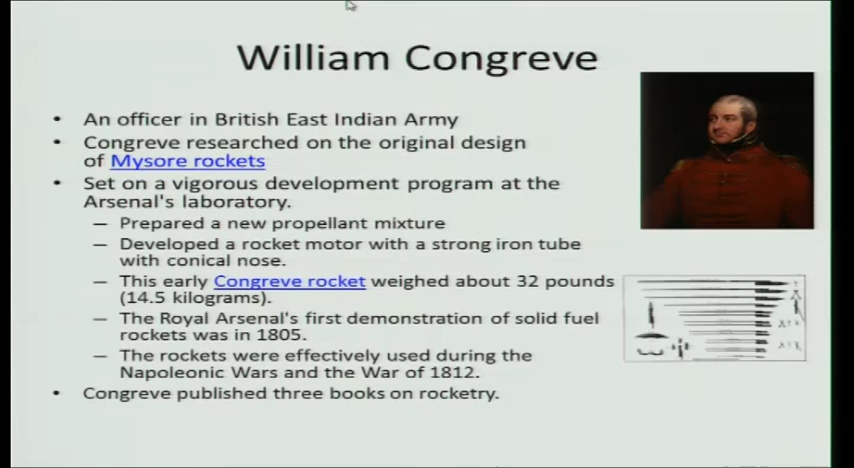 William Congreve
• An officer in British East Indian Army
• Congreve researched on the original design
of Mysore rockets
• Set on a vigorous development program at the
Arsenal's laboratory.
– Prepared a new propellant mixture
– Developed a rocket motor with a strong iron tube
with conical nose.
– This early Congreve rocket weighed about 32 pounds
(14.5 kilograms).
– The Royal Arsenal's first demonstration of solid fuel
rockets was in 1805.
– The rockets were effectively used during the
Napoleonic Wars and the War of 1812.
• Congreve published three books on rocketry.